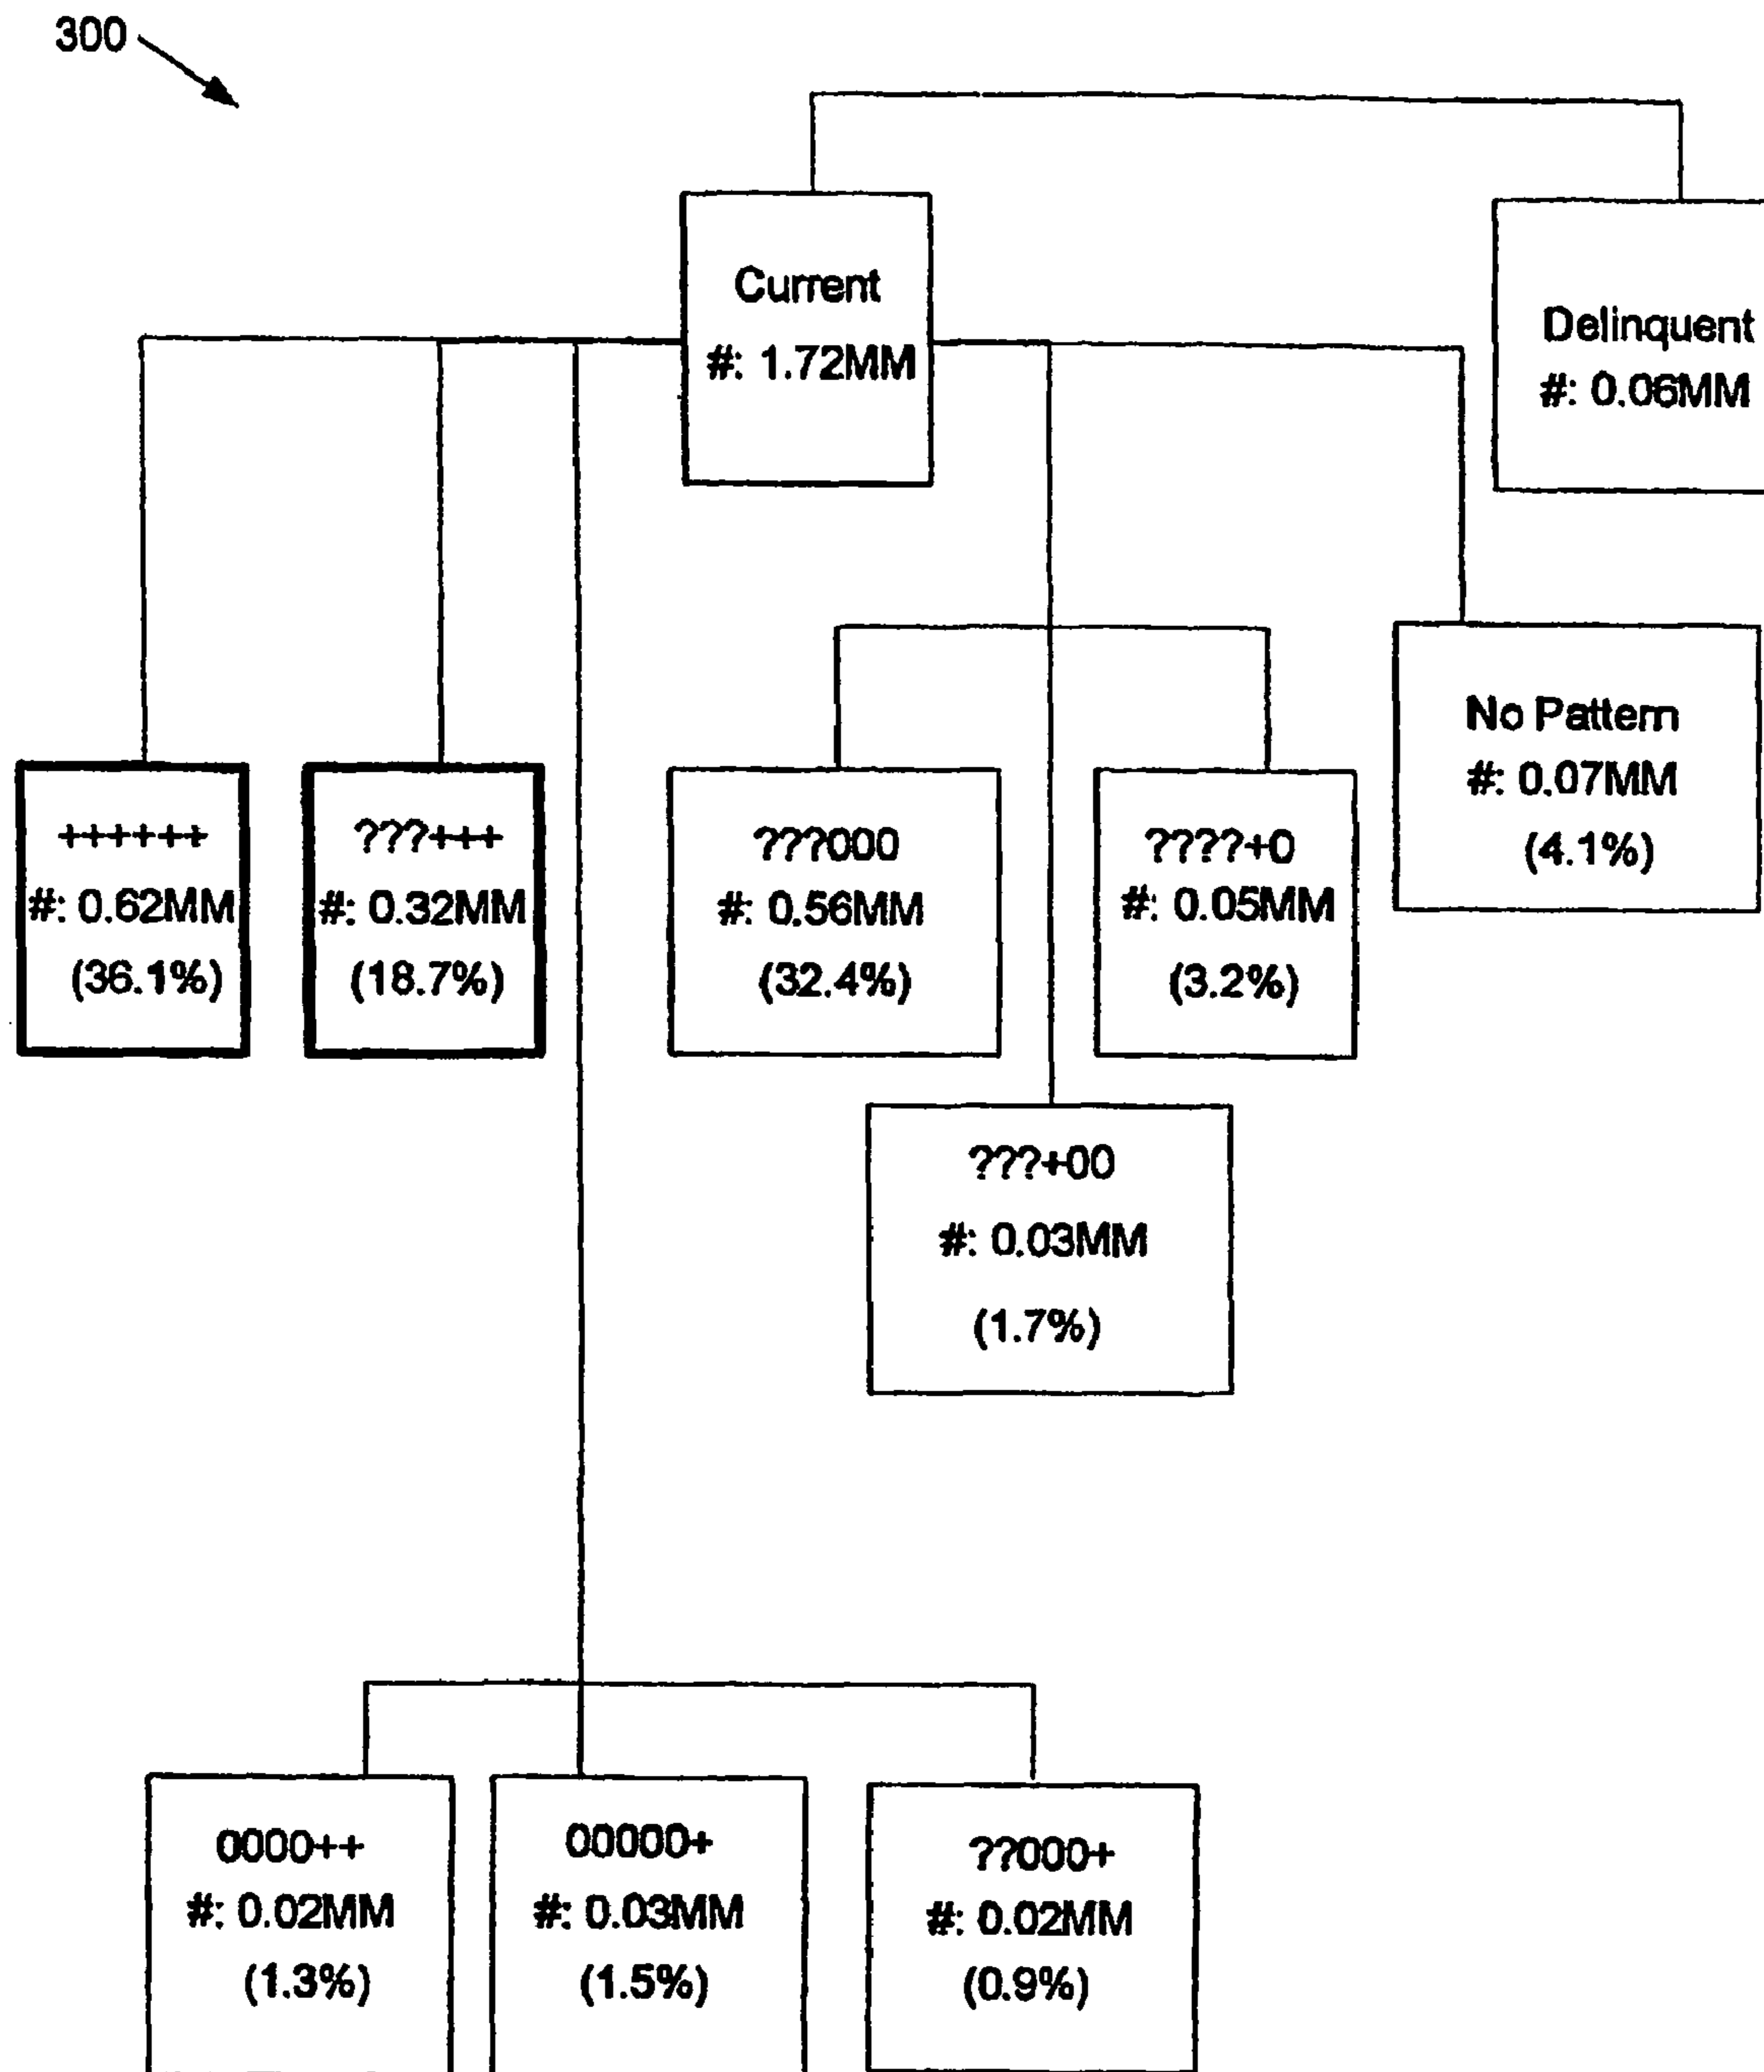 300
Current
#: 1.72MM
Delinquent
#: 0.06MM
No Pattern
#: 0.07MM
(4.1%)
++++++
#: 0.62MM
(36.1%)
???+++
#: 0.32MM
(18.7%)
???000
#: 0.56MM
(32.4%)
????+0
#: 0.05MM
(3.2%)
???+00
#: 0.03MM
(1.7%)
0000++
#: 0.02MM
(1.3%)
00000+
#: 0.03MM
(1.5%)
??000+
#: 0.02MM
(0.9%)